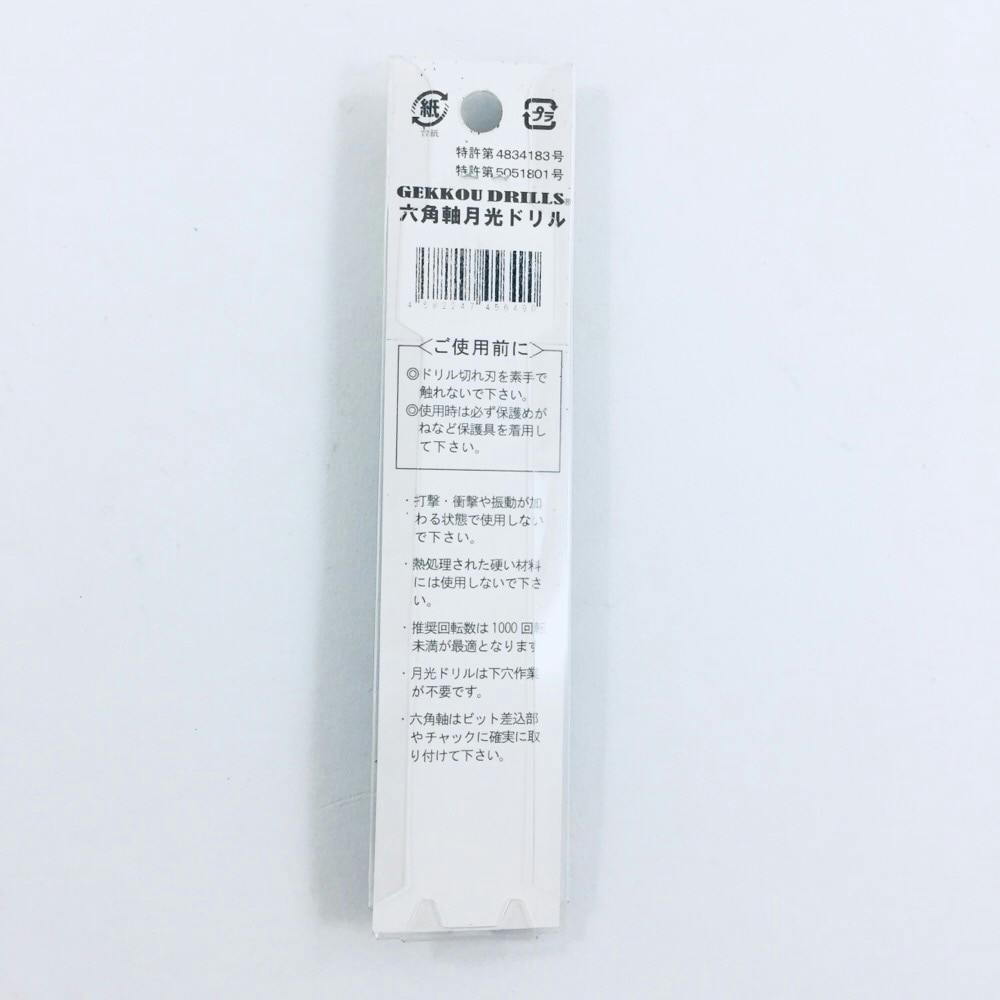 紙
プラ
台紙
特許第4834183号
特許第5051801号
GEKKOU DRILLS®
六角軸月光ドリル
ご使用前に
◎ドリル切れ刃を素手で
触れないで下さい。
◎使用時は必ず保護めが
ねなど保護具を着用し
て下さい。
・打撃・衝撃や振動が加
わる状態で使用しない
で下さい。
・熱処理された硬い材料
には使用しないで下さ
い。
・推奨回転数は1000回転
未満が最適となります
・月光ドリルは下穴作業
が不要です。
・六角軸はビット差込部
やチャックに確実に取
り付けて下さい。